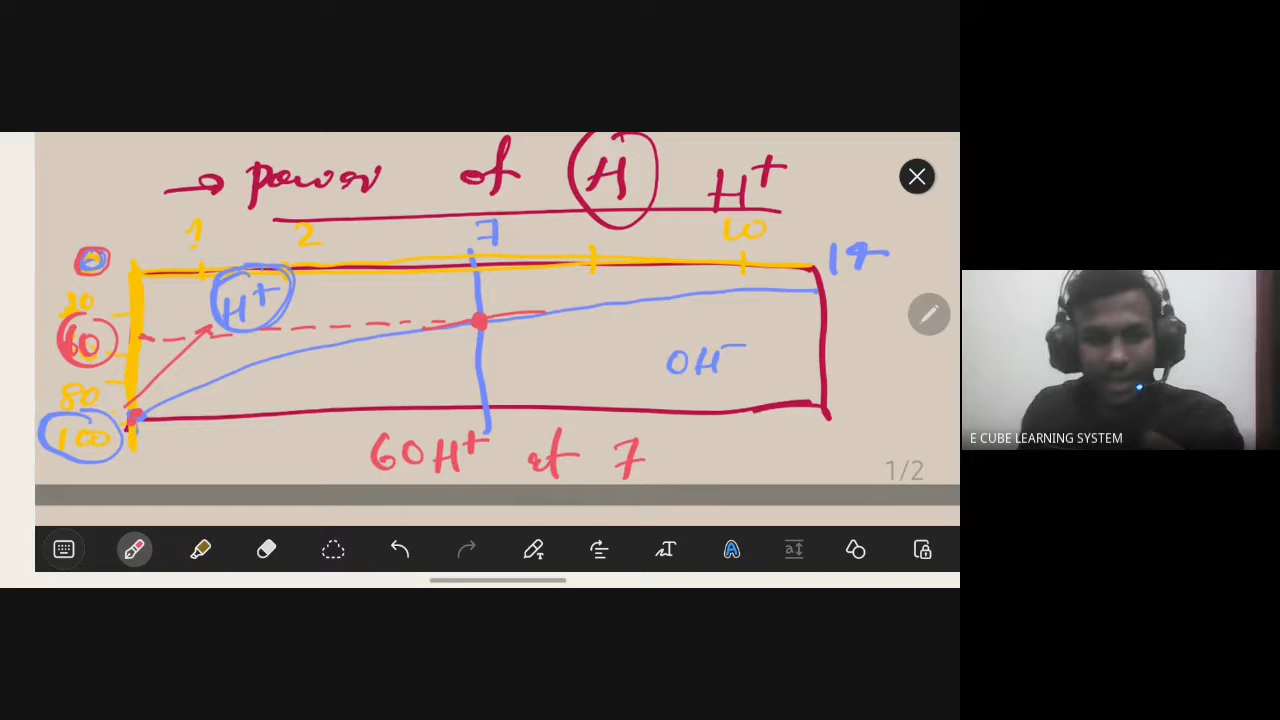 → power of H H+
1 2 7 10
0 14
20 H+
60
80 OH-
100
60H+ at 7
1/2
E CUBE LEARNING SYSTEM